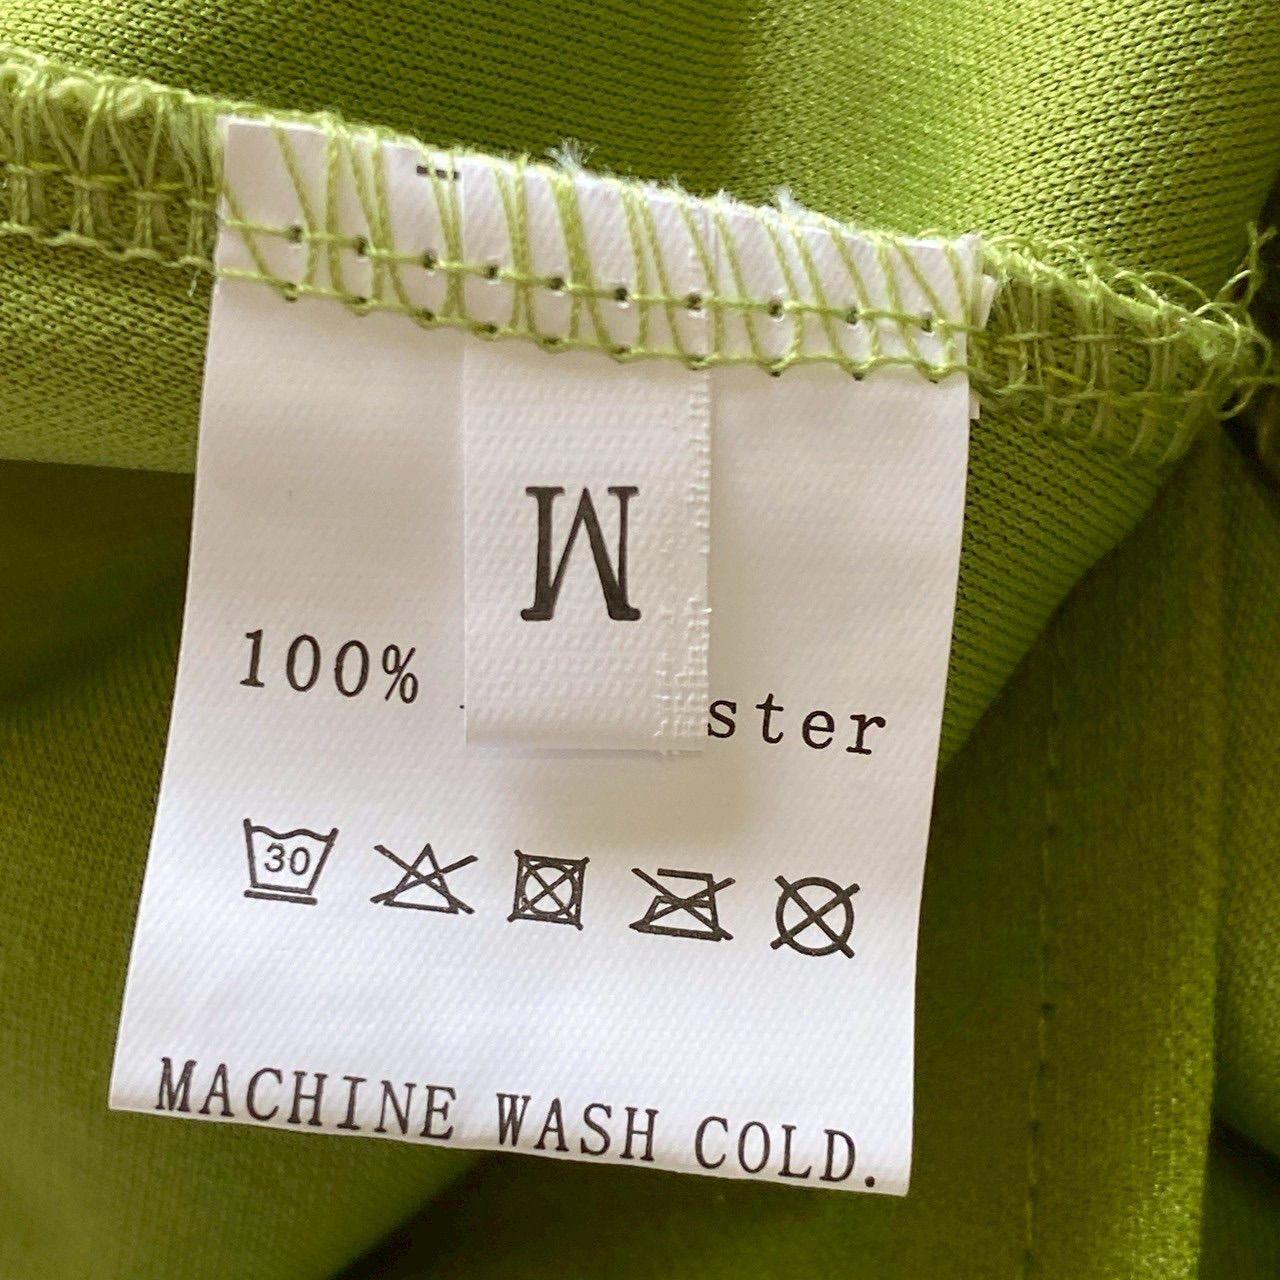 M
100% ster
30
MACHINE WASH COLD.